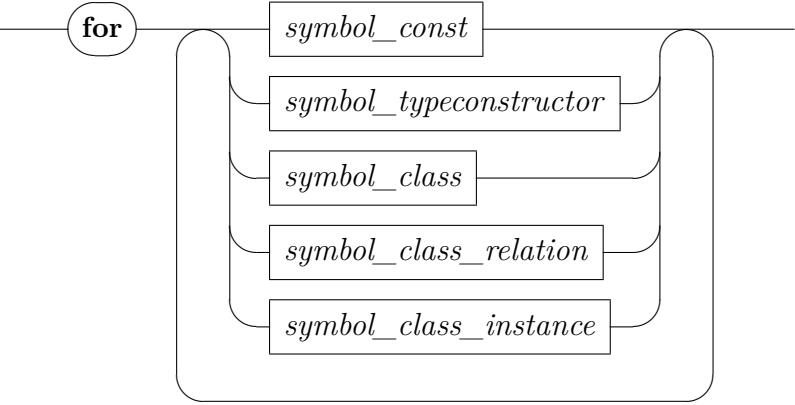 for symbol_const
symbol_typeconstructor
symbol_class
symbol_class_relation
symbol_class_instance